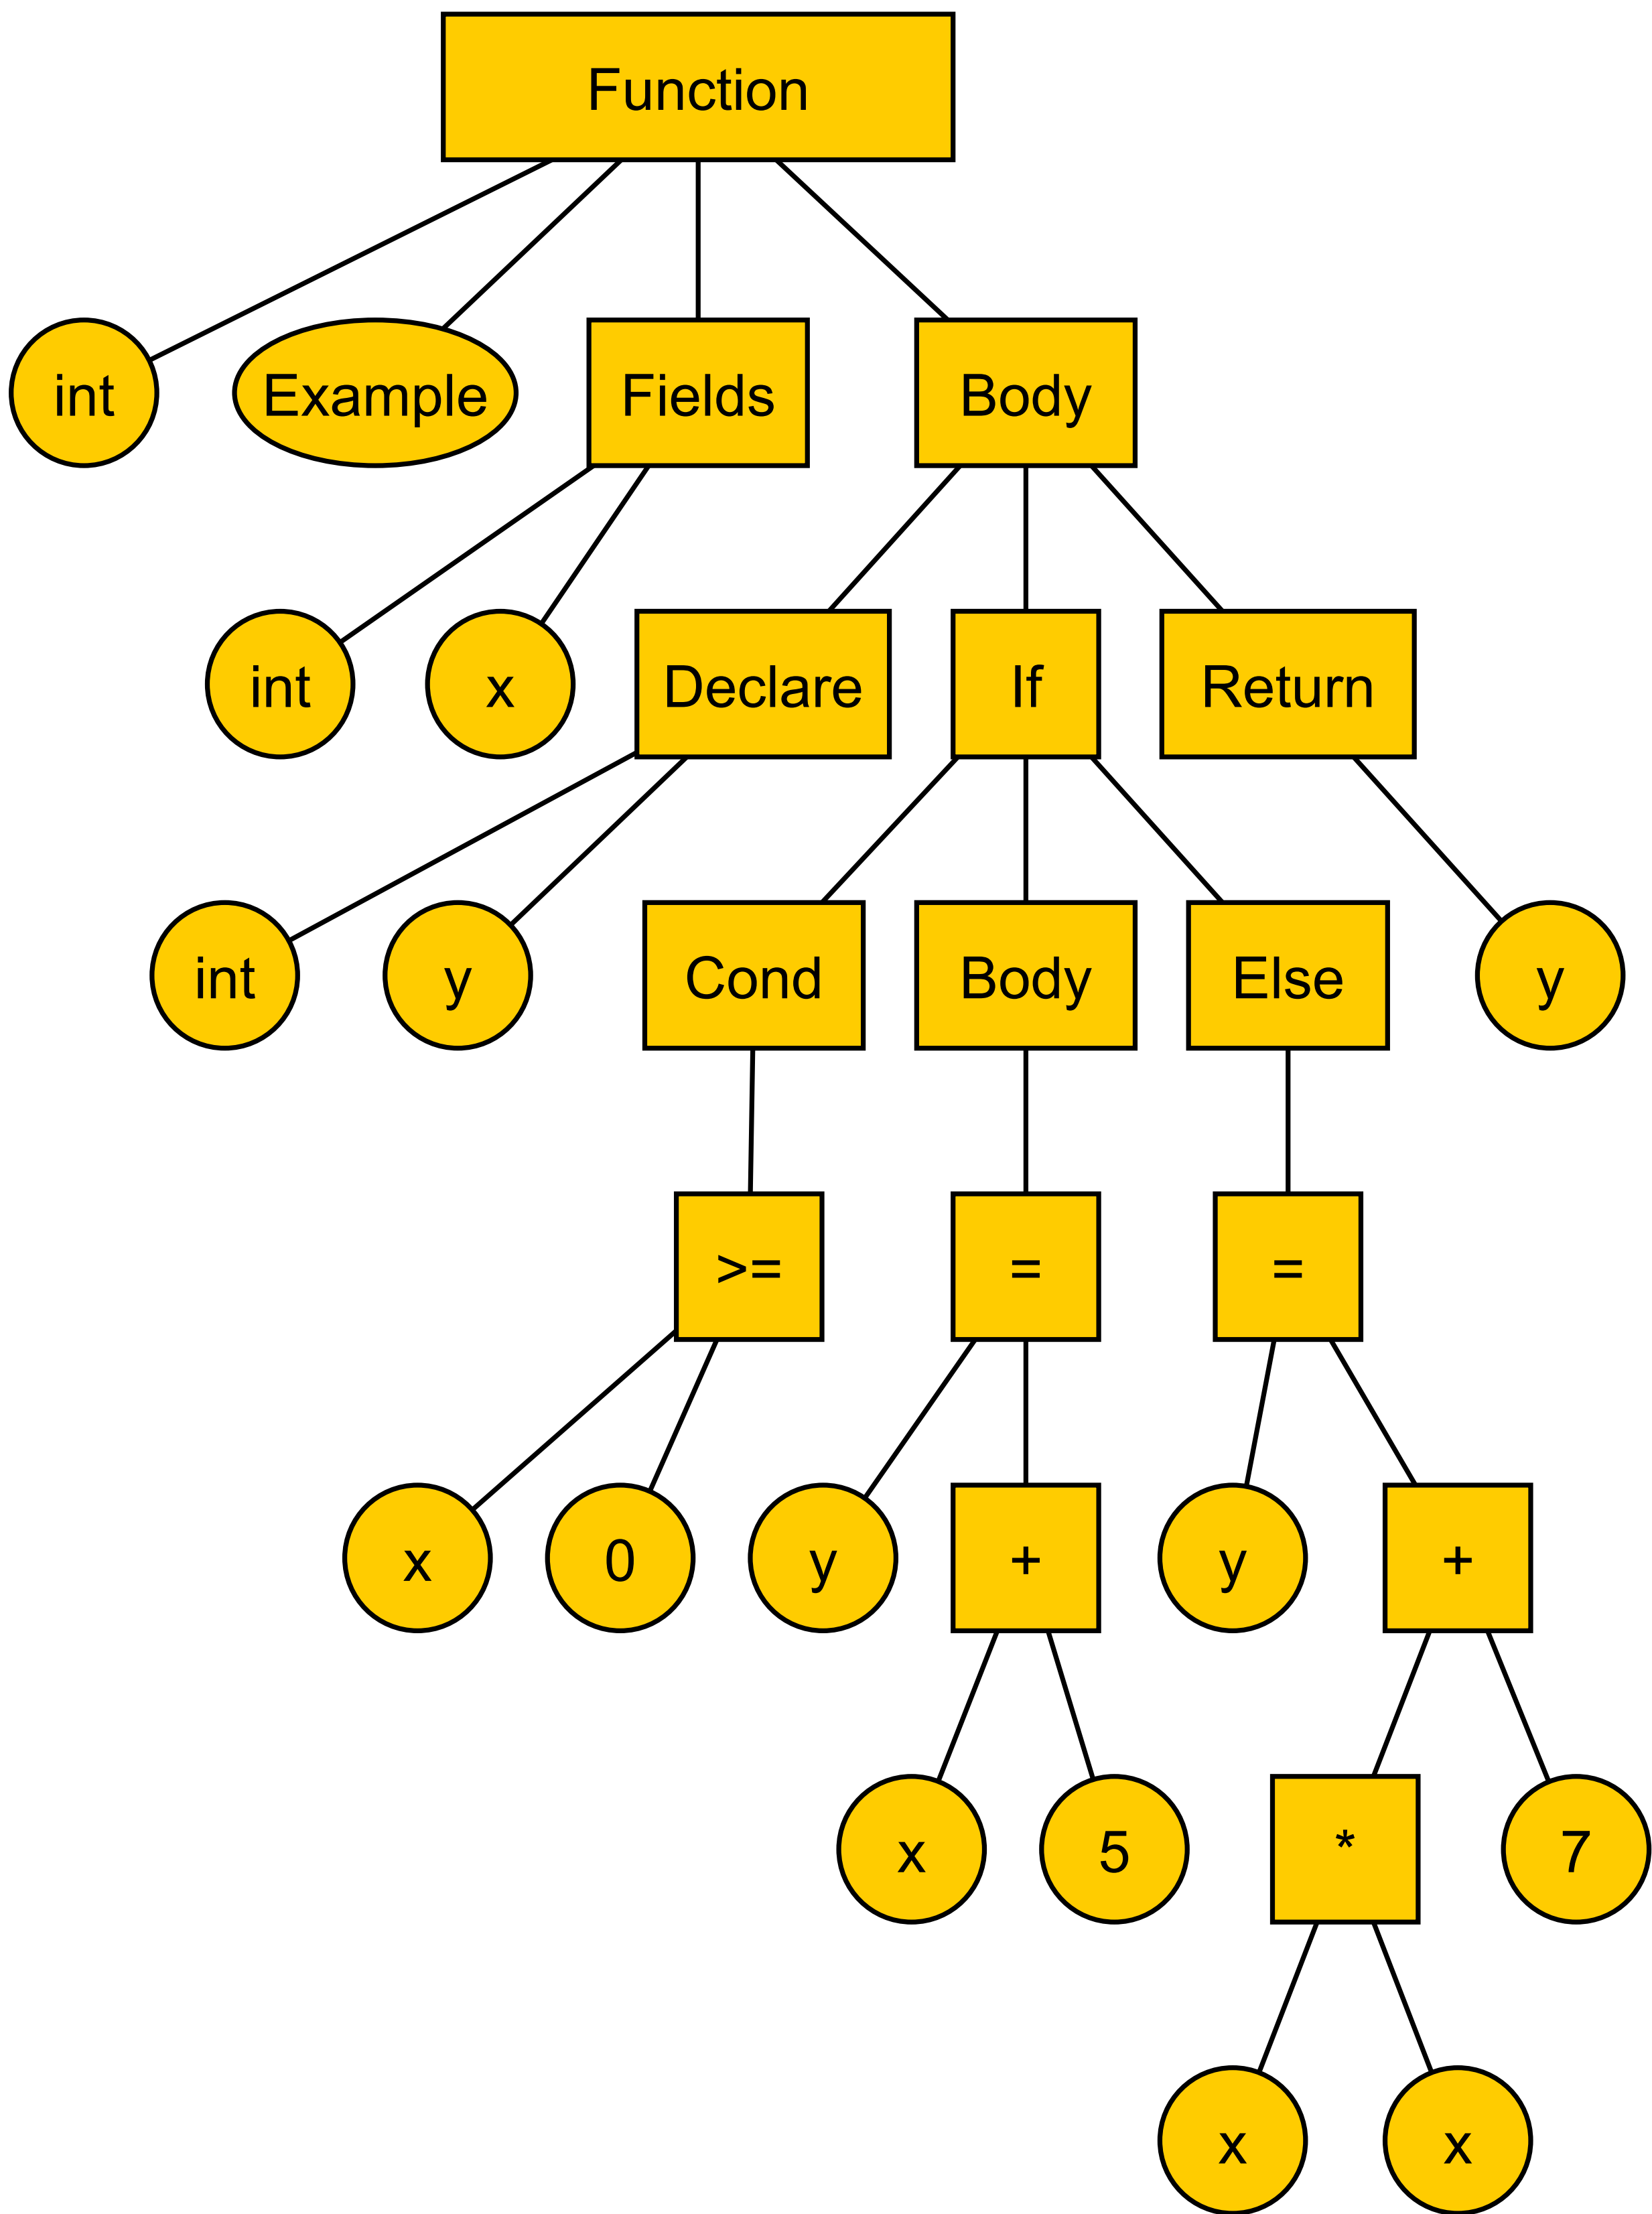 Function
int
Example
Fields
Body
int
x
Declare
If
Return
int
y
Cond
Body
Else
y
>=
=
=
x
0
y
+
y
+
x
5
*
7
x
x